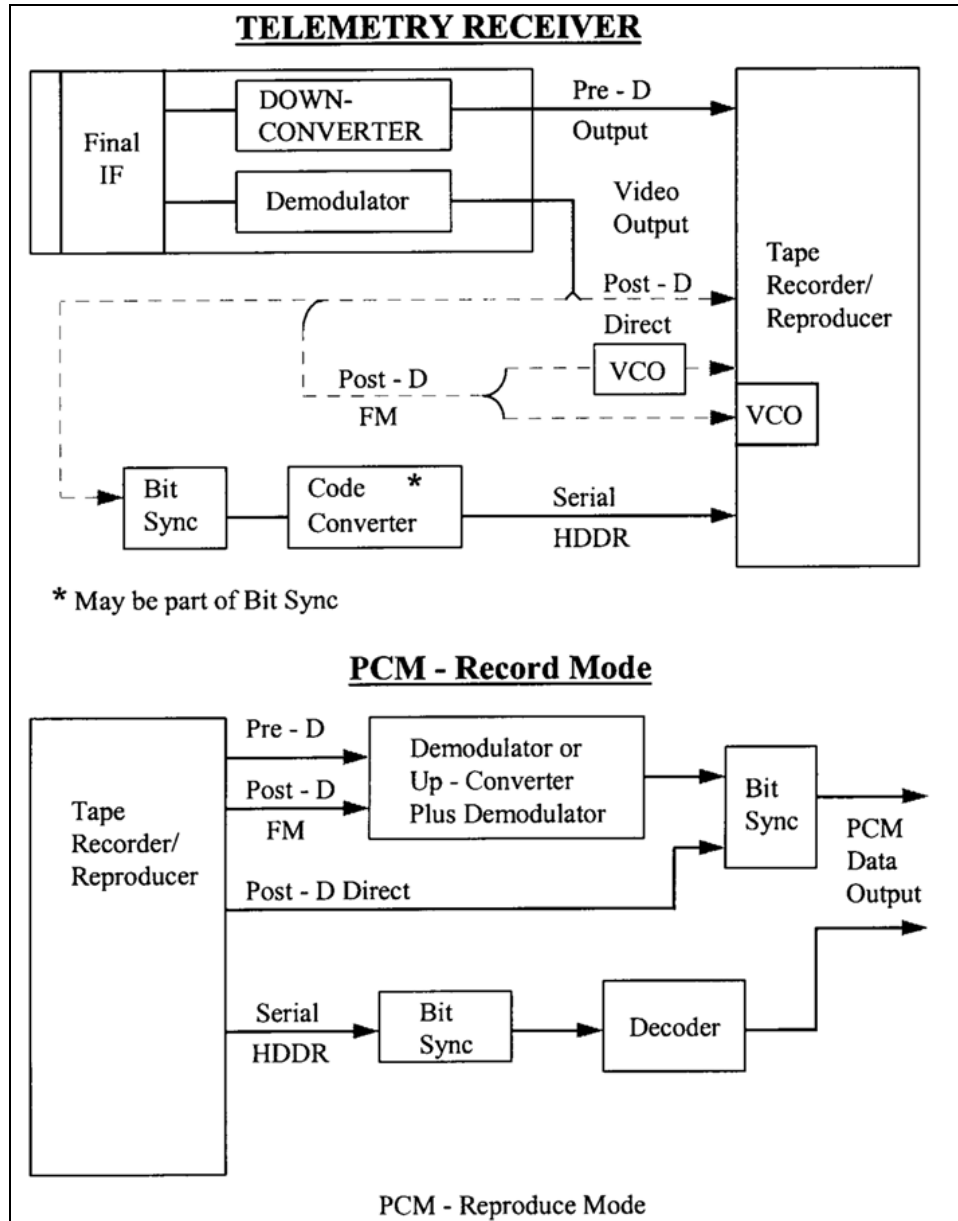 TELEMETRY RECEIVER
Final
IF
DOWN-
CONVERTER
Demodulator
Pre - D
Output
Video
Output
Post - D
Direct
VCO
Post - D
FM
VCO
Tape
Recorder/
Reproducer
Bit
Sync
Code *
Converter
Serial
HDDR
* May be part of Bit Sync
PCM - Record Mode
Tape
Recorder/
Reproducer
Pre - D
Post - D
FM
Demodulator or
Up - Converter
Plus Demodulator
Bit
Sync
PCM
Data
Output
Post - D Direct
Serial
HDDR
Bit
Sync
Decoder
PCM - Reproduce Mode